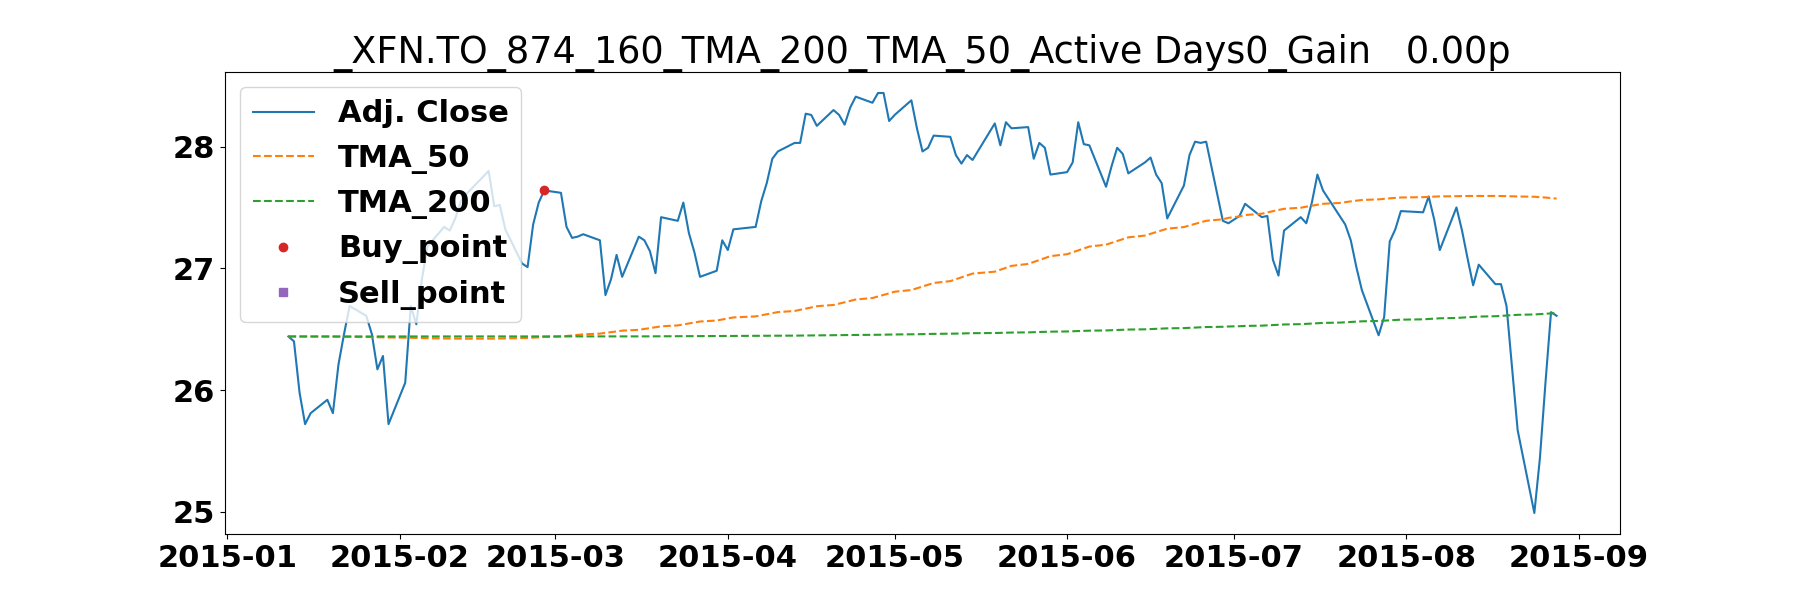 _XFN.TO_874_160_TMA_200_TMA_50_Active Days0_Gain   0.00p
Adj. Close
TMA_50
TMA_200
Buy_point
Sell_point
28
27
26
25
2015-01 2015-02 2015-03 2015-04 2015-05 2015-06 2015-07 2015-08 2015-09